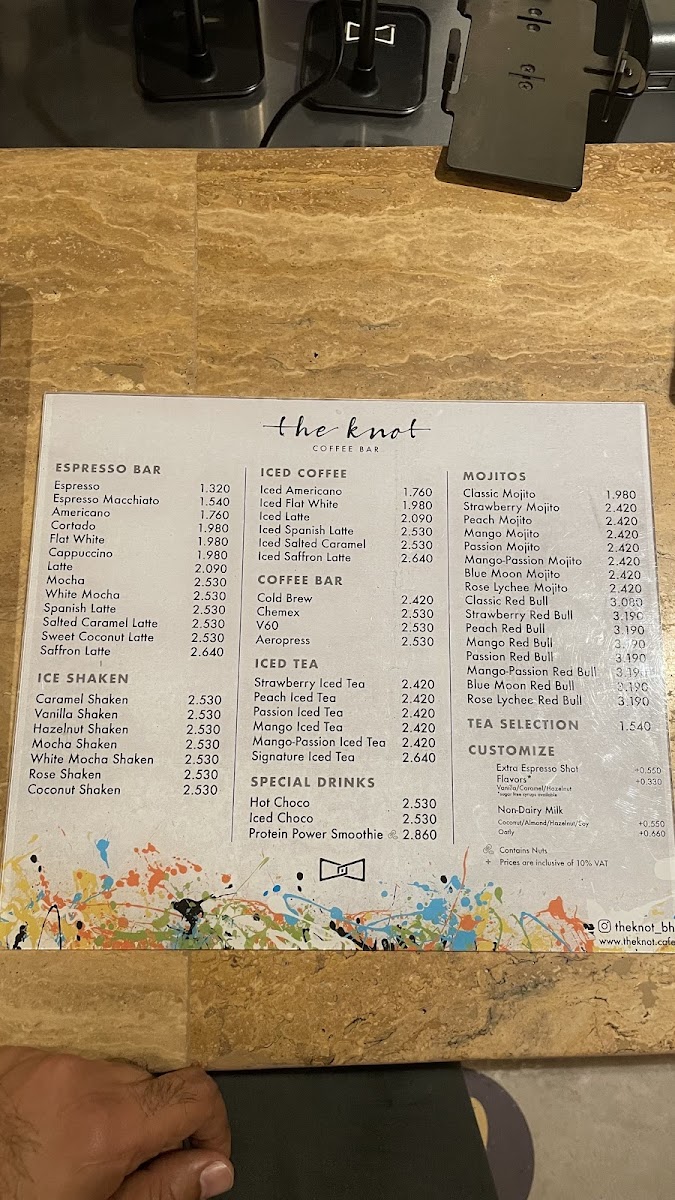 the knot
COFFEE BAR
ESPRESSO BAR
Espresso 1.320
Espresso Macchiato 1.540
Americano 1.760
Cortado 1.980
Flat White 1.980
Cappuccino 1.980
Latte 2.090
Mocha 2.530
White Mocha 2.530
Spanish Latte 2.530
Salted Caramel Latte 2.530
Sweet Coconut Latte 2.530
Saffron Latte 2.640
ICE SHAKEN
Caramel Shaken 2.530
Vanilla Shaken 2.530
Hazelnut Shaken 2.530
Mocha Shaken 2.530
White Mocha Shaken 2.530
Rose Shaken 2.530
Coconut Shaken 2.530
ICED COFFEE
Iced Americano 1.760
Iced Flat White 1.980
Iced Latte 2.090
Iced Spanish Latte 2.530
Iced Salted Caramel 2.530
Iced Saffron Latte 2.640
COFFEE BAR
Cold Brew 2.420
Chemex 2.530
V60 2.530
Aeropress 2.530
ICED TEA
Strawberry Iced Tea 2.420
Peach Iced Tea 2.420
Passion Iced Tea 2.420
Mango Iced Tea 2.420
Mango-Passion Iced Tea 2.420
Signature Iced Tea 2.640
SPECIAL DRINKS
Hot Choco 2.530
Iced Choco 2.530
Protein Power Smoothie 2.860
MOJITOS
Classic Mojito 1.980
Strawberry Mojito 2.420
Peach Mojito 2.420
Mango Mojito 2.420
Passion Mojito 2.420
Mango-Passion Mojito 2.420
Blue Moon Mojito 2.420
Rose Lychee Mojito 2.420
Classic Red Bull 3.080
Strawberry Red Bull 3.190
Peach Red Bull 3.190
Mango Red Bull 3.190
Passion Red Bull 3.190
Mango-Passion Red Bull 3.190
Blue Moon Red Bull 3.190
Rose Lychee Red Bull 3.190
TEA SELECTION 1.540
CUSTOMIZE
Extra Espresso Shot +0.550
Flavors* +0.330
Vanilla/Caramel/Hazelnut
*sugar free syrups available
Non-Dairy Milk
Coconut/Almond/Hazelnut/Soy +0.550
Oatly +0.660
Contains Nuts
+ Prices are inclusive of 10% VAT
theknot_bh
www.theknot.cafe